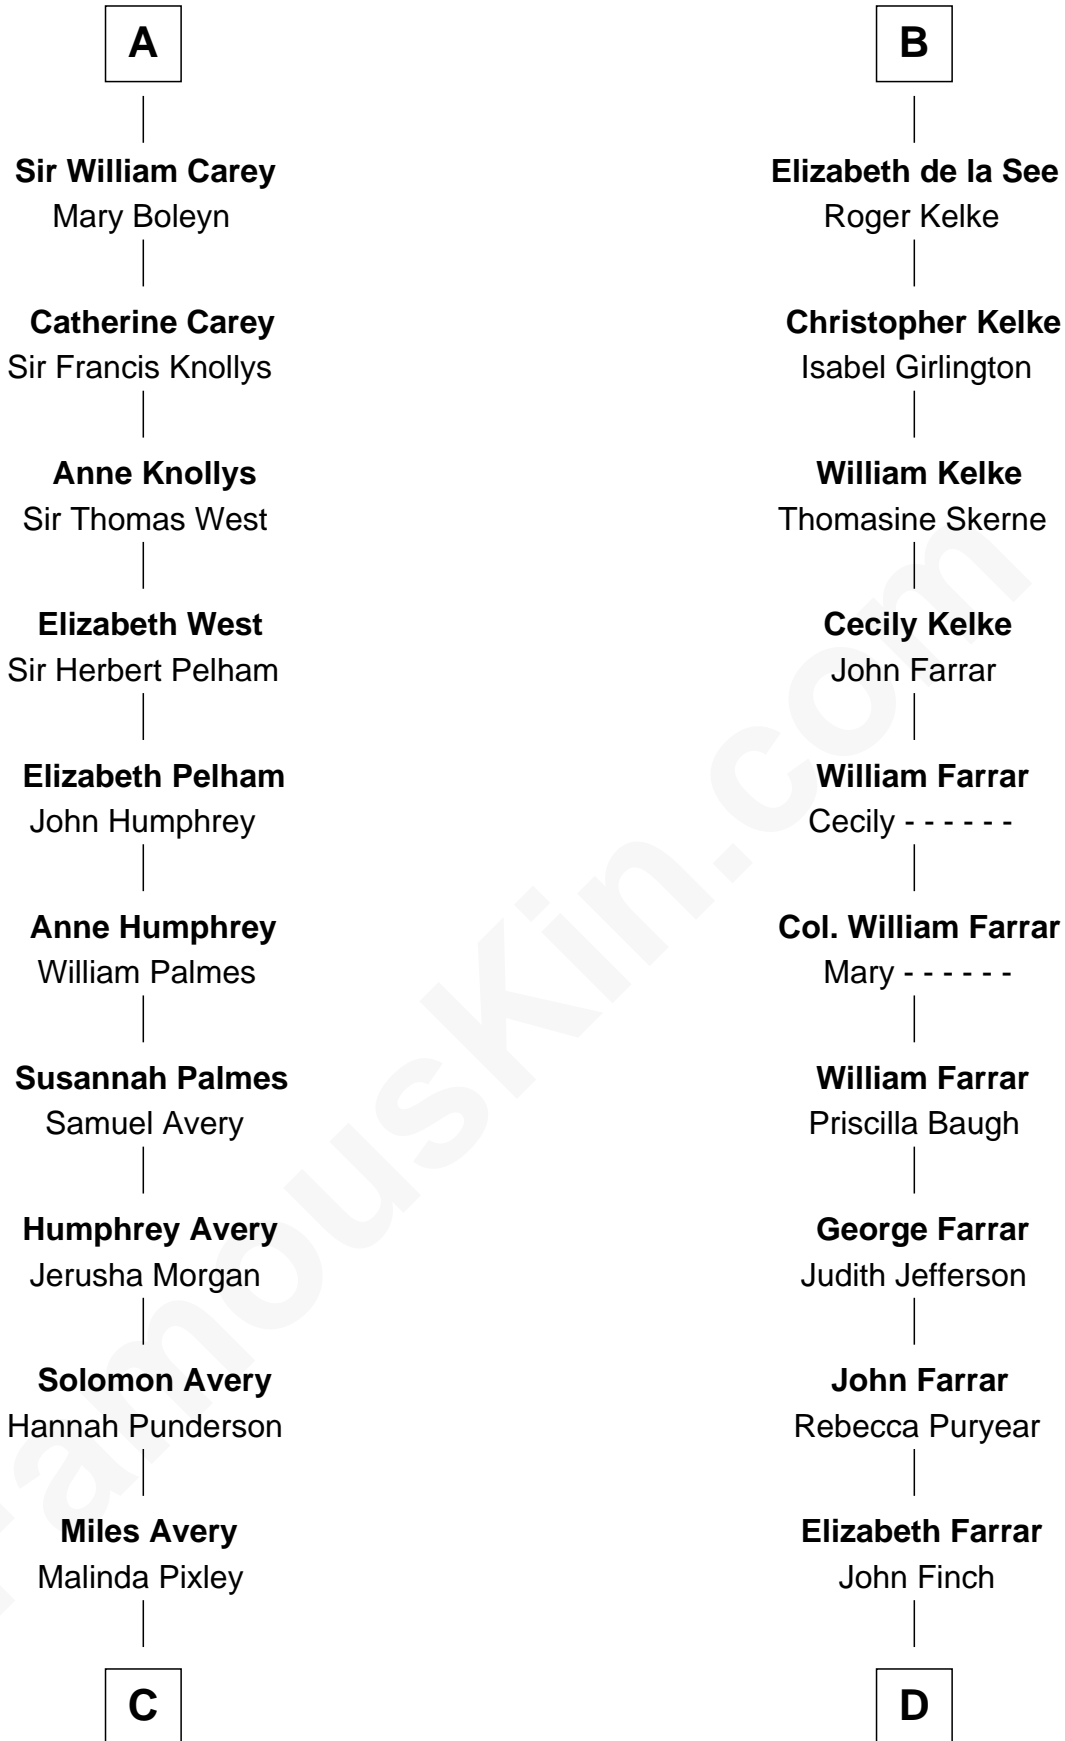 A
Sir William Carey
Mary Boleyn
Catherine Carey
Sir Francis Knollys
Anne Knollys
Sir Thomas West
Elizabeth West
Sir Herbert Pelham
Elizabeth Pelham
John Humphrey
Anne Humphrey
William Palmes
Susannah Palmes
Samuel Avery
Humphrey Avery
Jerusha Morgan
Solomon Avery
Hannah Punderson
Miles Avery
Malinda Pixley
C
B
Elizabeth de la See
Roger Kelke
Christopher Kelke
Isabel Girlington
William Kelke
Thomasine Skerne
Cecily Kelke
John Farrar
William Farrar
Cecily - - - - - -
Col. William Farrar
Mary - - - - - -
William Farrar
Priscilla Baugh
George Farrar
Judith Jefferson
John Farrar
Rebecca Puryear
Elizabeth Farrar
John Finch
D
FamousKin.com